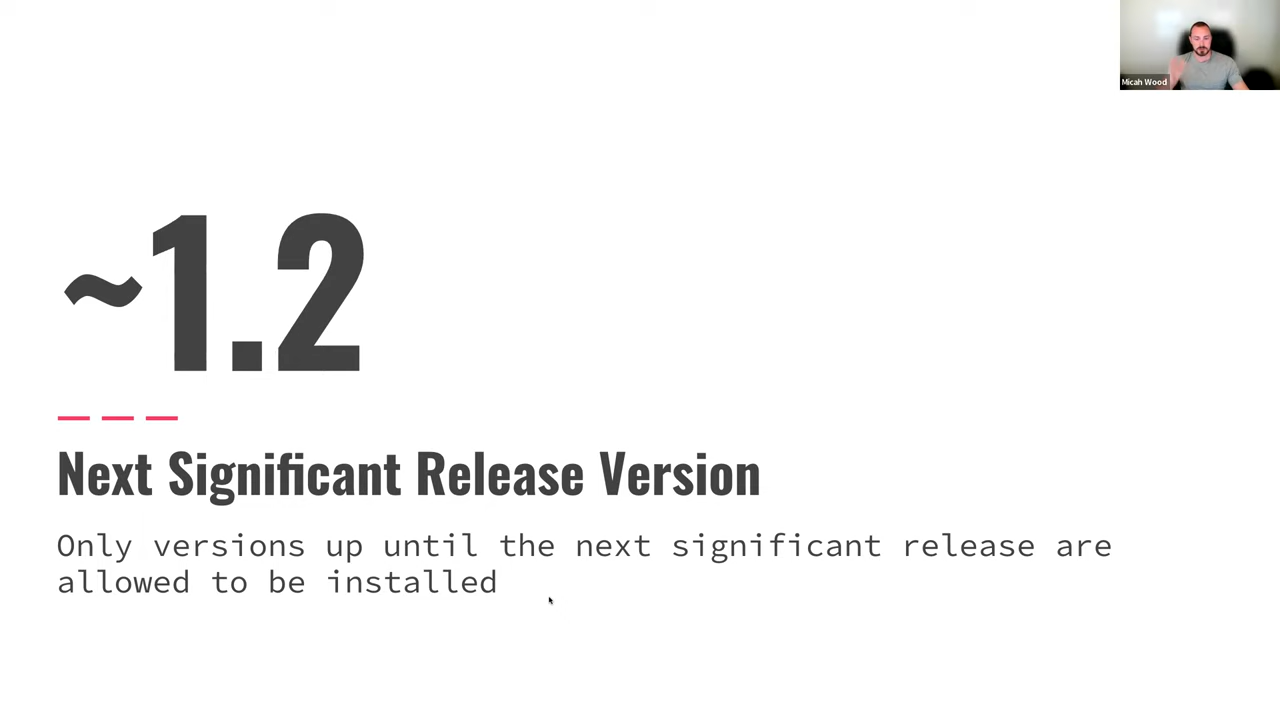 Micah Wood
~1.2
Next Significant Release Version
Only versions up until the next significant release are
allowed to be installed